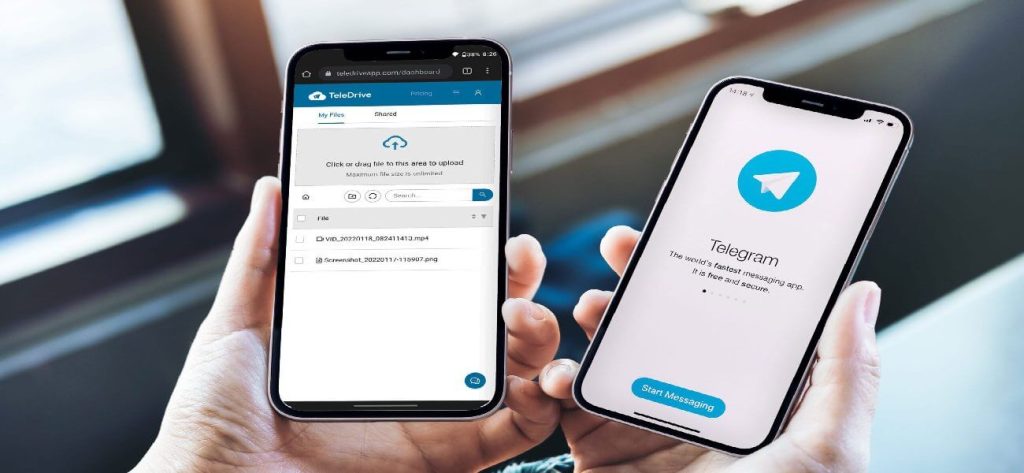 38% 8:26
teledriveapp.com/dashboard
TeleDrive
Pricing
My Files Shared
Click or drag file to this area to upload
Maximum file size is unlimited
Search...
File
VID_20220118_082411413.mp4
Screenshot_20220117-115907.png
14:18
Telegram
The world's fastest messaging app.
It is free and secure.
Start Messaging